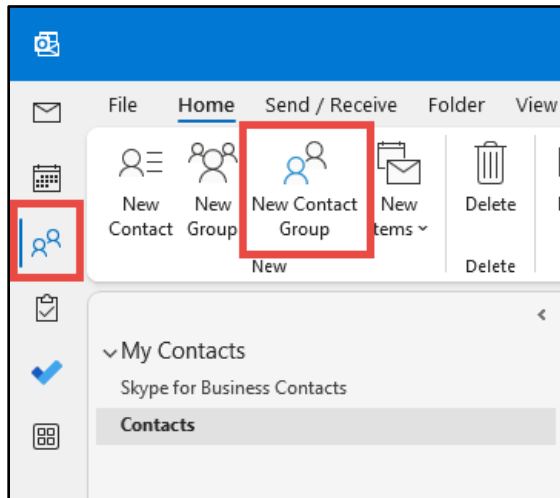 File Home Send / Receive Folder View
New Contact
New Group
New Contact Group
New Items
Delete
New
Delete
My Contacts
Skype for Business Contacts
Contacts